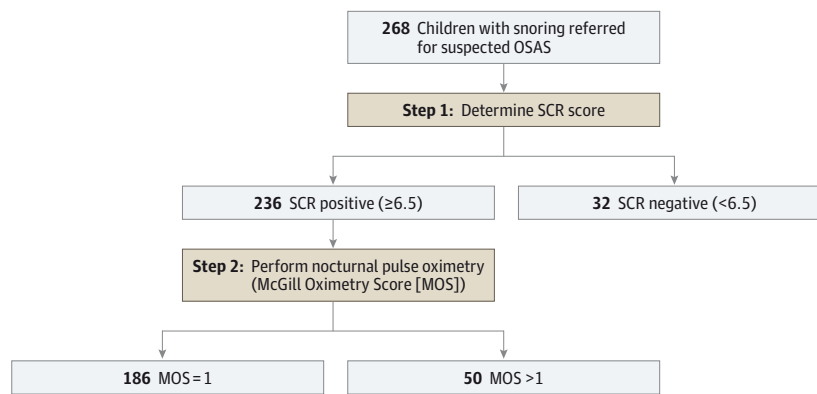 268 Children with snoring referred
for suspected OSAS
Step 1: Determine SCR score
236 SCR positive (≥6.5)
32 SCR negative (<6.5)
Step 2: Perform nocturnal pulse oximetry
(McGill Oximetry Score [MOS])
186 MOS = 1
50 MOS >1